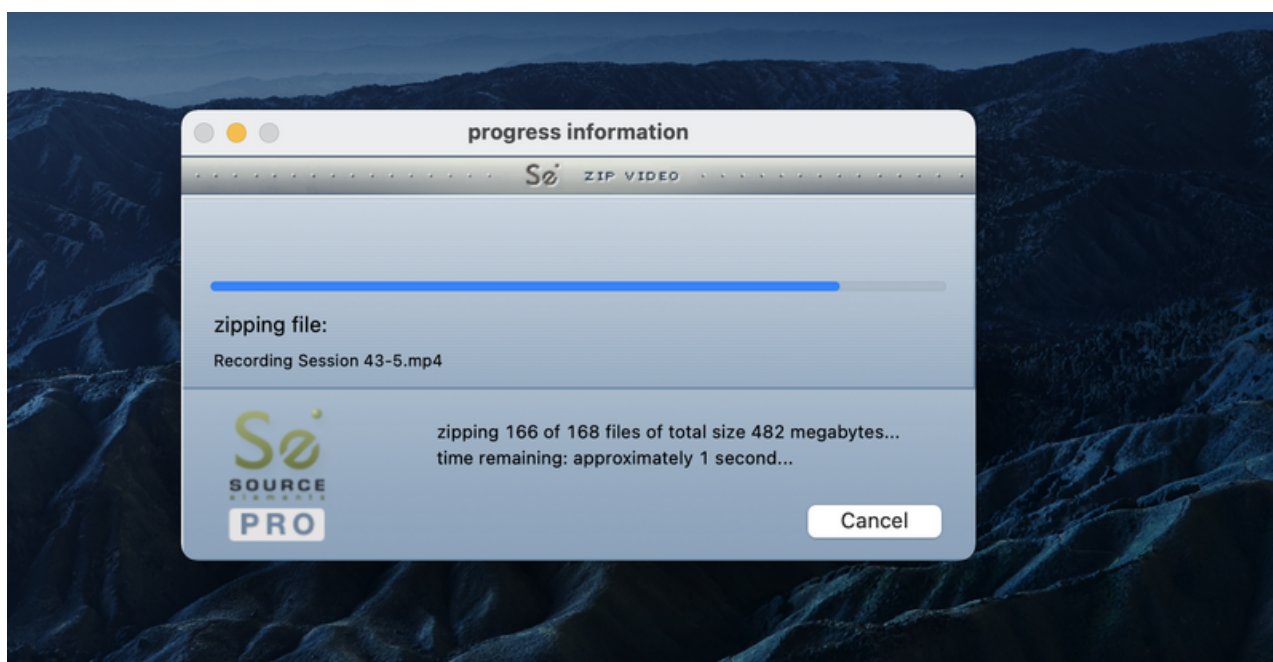 progress information
Se ZIP VIDEO
zipping file:
Recording Session 43-5.mp4
Se
SOURCE
elements
PRO
zipping 166 of 168 files of total size 482 megabytes...
time remaining: approximately 1 second...
Cancel